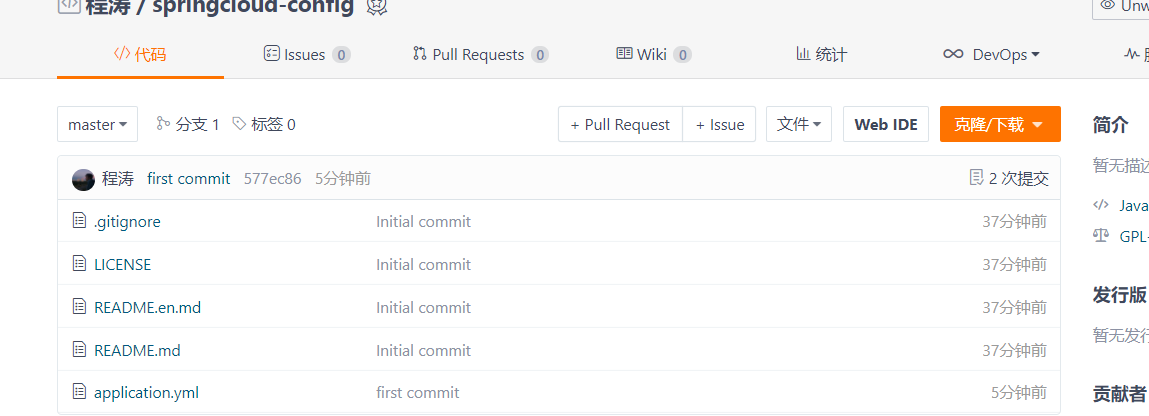 程涛 / springcloud-config
代码 Issues 0 Pull Requests 0 Wiki 0 统计 DevOps
master 分支 1 标签 0 + Pull Request + Issue 文件 Web IDE 克隆/下载 简介
程涛 first commit 577ec86 5分钟前 2 次提交 暂无描述
.gitignore Initial commit 37分钟前 Java
LICENSE Initial commit 37分钟前 GPL-
README.en.md Initial commit 37分钟前 发行版
README.md Initial commit 37分钟前 暂无发行
application.yml first commit 5分钟前 贡献者